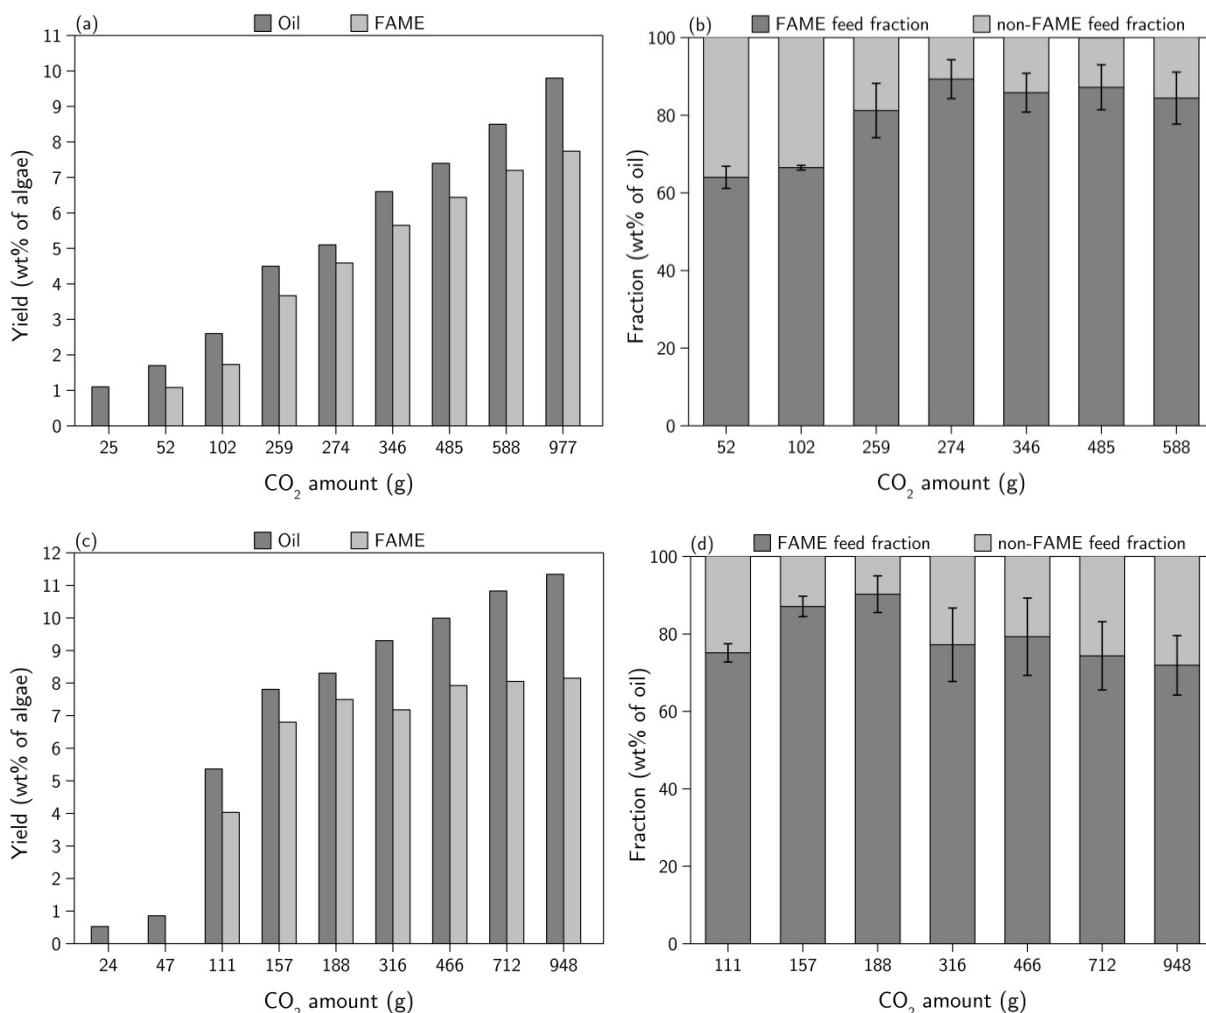 (a) Oil FAME
11
10
9
8
7
6
5
4
3
2
1
0
Yield (wt% of algae)
25 52 102 259 274 346 485 588 977
CO₂ amount (g)
(b) FAME feed fraction non-FAME feed fraction
100
80
60
40
20
0
Fraction (wt% of oil)
52 102 259 274 346 485 588
CO₂ amount (g)
(c) Oil FAME
12
11
10
9
8
7
6
5
4
3
2
1
0
Yield (wt% of algae)
24 47 111 157 188 316 466 712 948
CO₂ amount (g)
(d) FAME feed fraction non-FAME feed fraction
100
80
60
40
20
0
Fraction (wt% of oil)
111 157 188 316 466 712 948
CO₂ amount (g)